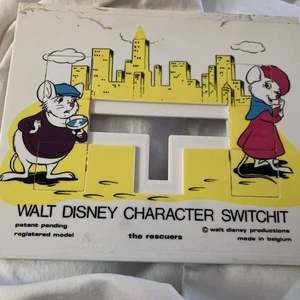 WALT DISNEY CHARACTER SWITCHIT
patent pending
registered model
the rescuers
© walt disney productions
made in belgium